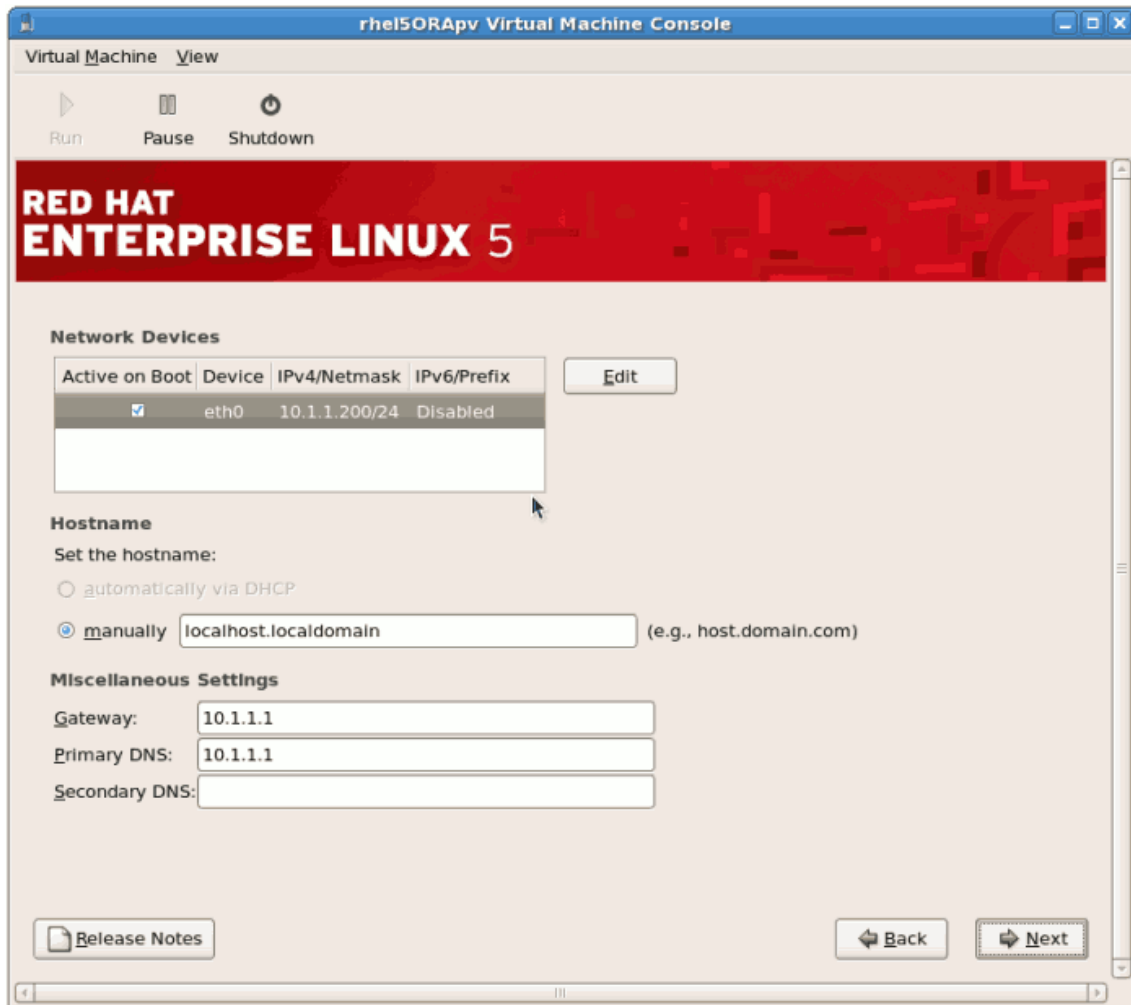 rhel5ORApv Virtual Machine Console
Virtual Machine View
Run Pause Shutdown
RED HAT
ENTERPRISE LINUX 5
Network Devices
Active on Boot Device IPv4/Netmask IPv6/Prefix
eth0 10.1.1.200/24 Disabled
Edit
Hostname
Set the hostname:
automatically via DHCP
manually localhost.localdomain (e.g., host.domain.com)
Miscellaneous Settings
Gateway: 10.1.1.1
Primary DNS: 10.1.1.1
Secondary DNS:
Release Notes Back Next